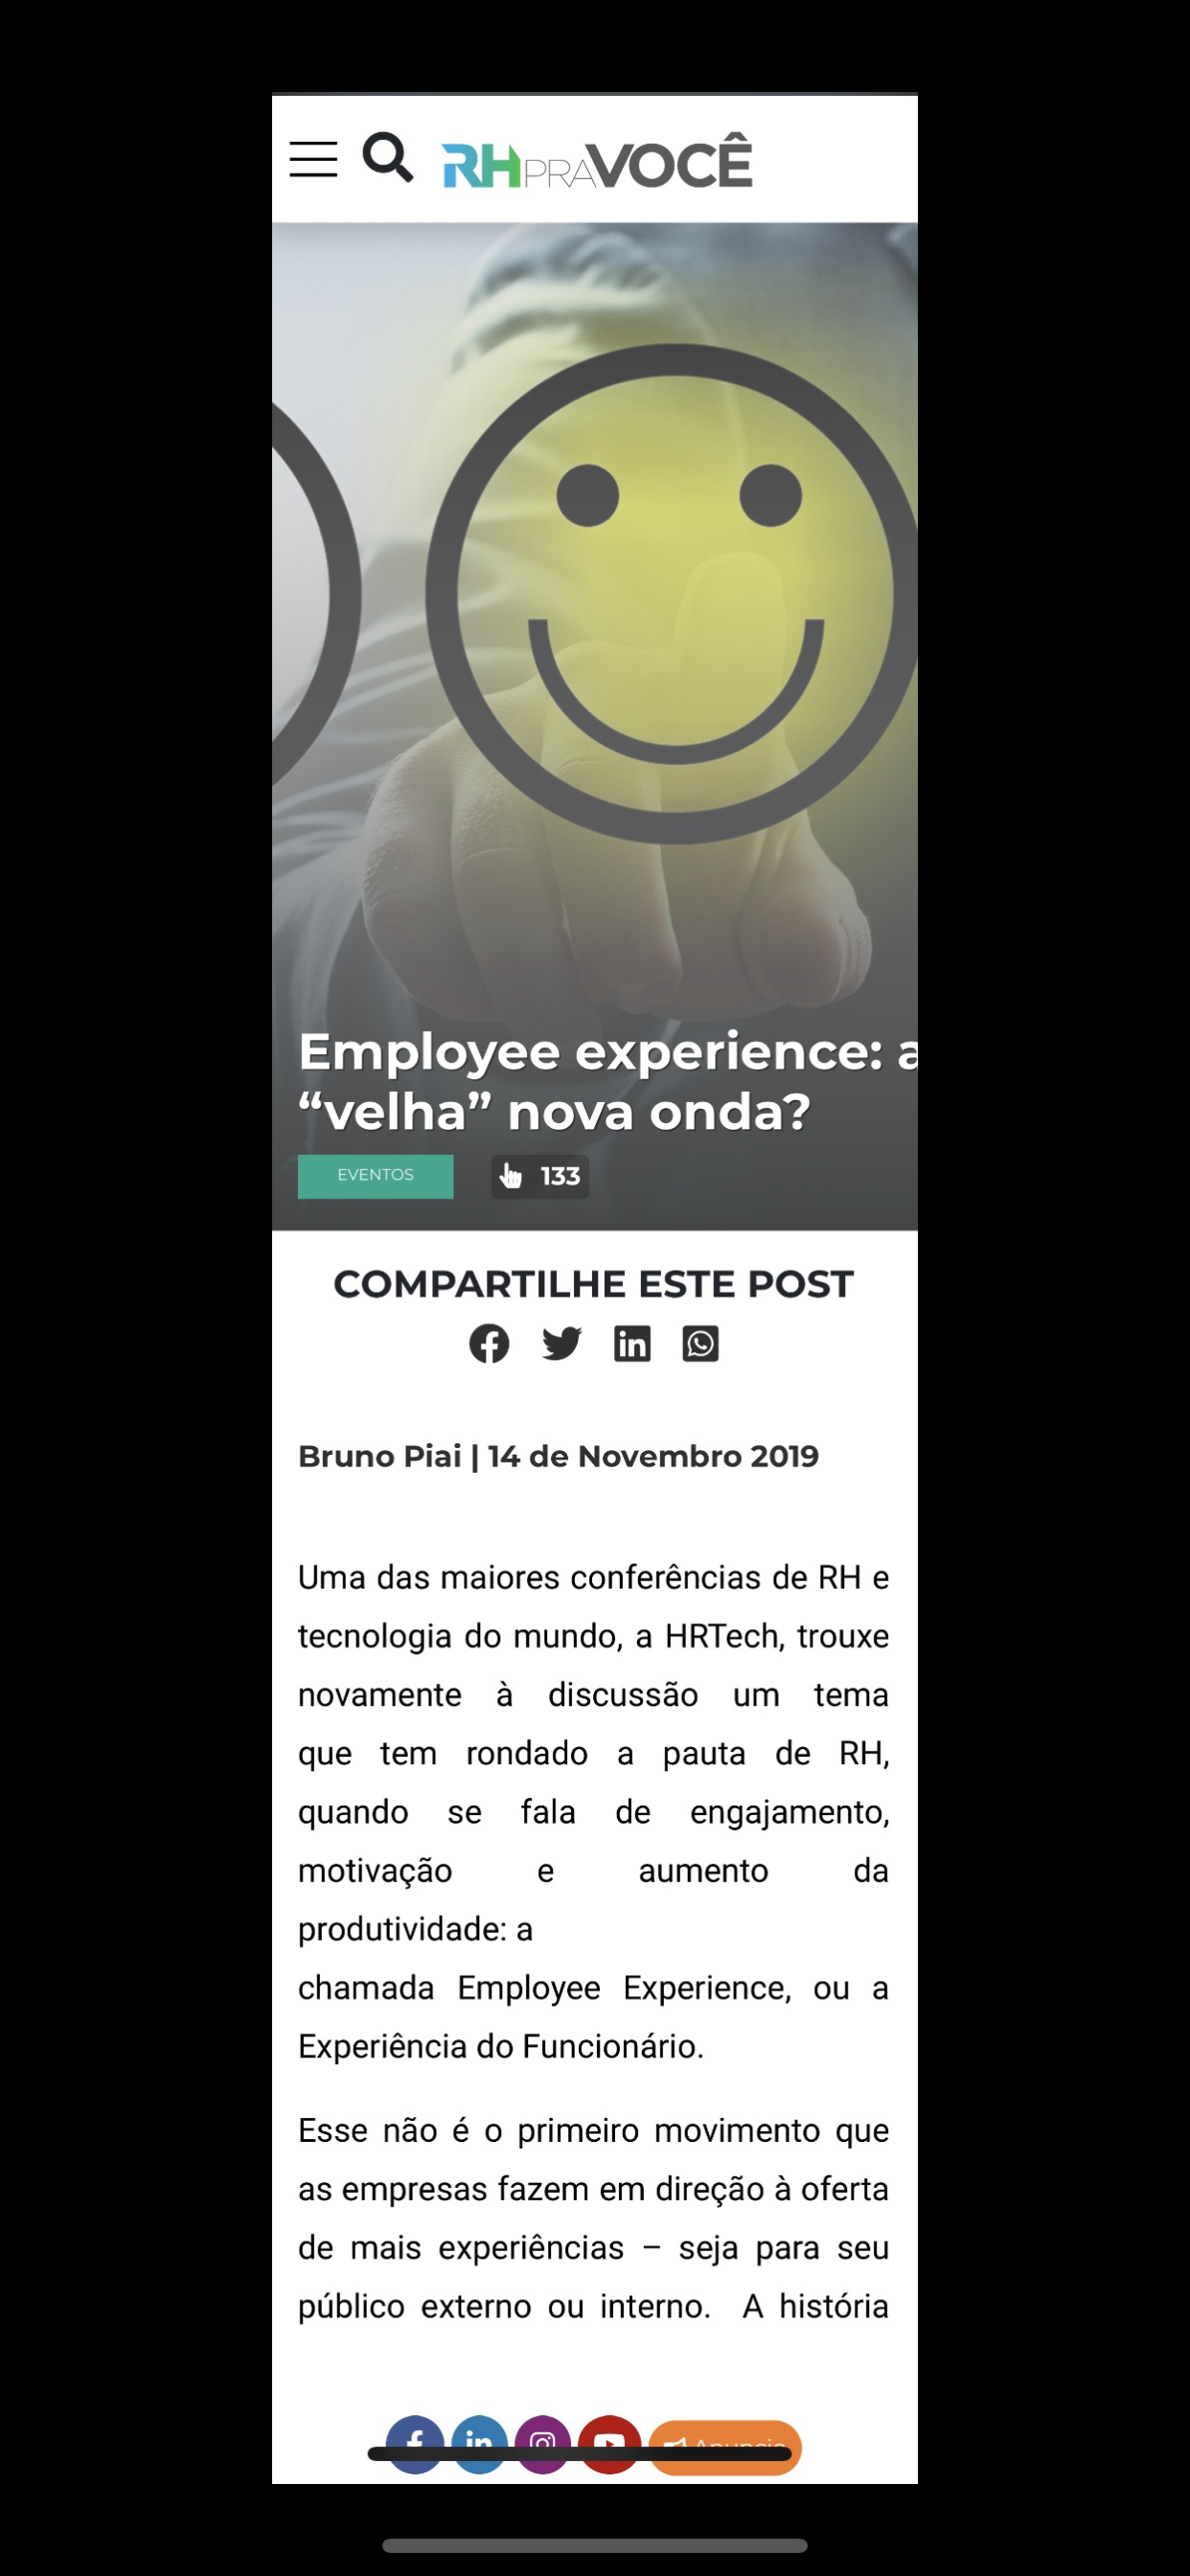 RHPRAVOCÊ
Employee experience: a
“velha” nova onda?
EVENTOS
133
COMPARTILHE ESTE POST
Bruno Piai | 14 de Novembro 2019
Uma das maiores conferências de RH e
tecnologia do mundo, a HRTech, trouxe
novamente à discussão um tema
que tem rondado a pauta de RH,
quando se fala de engajamento,
motivação e aumento da
produtividade: a
chamada Employee Experience, ou a
Experiência do Funcionário.
Esse não é o primeiro movimento que
as empresas fazem em direção à oferta
de mais experiências – seja para seu
público externo ou interno. A história